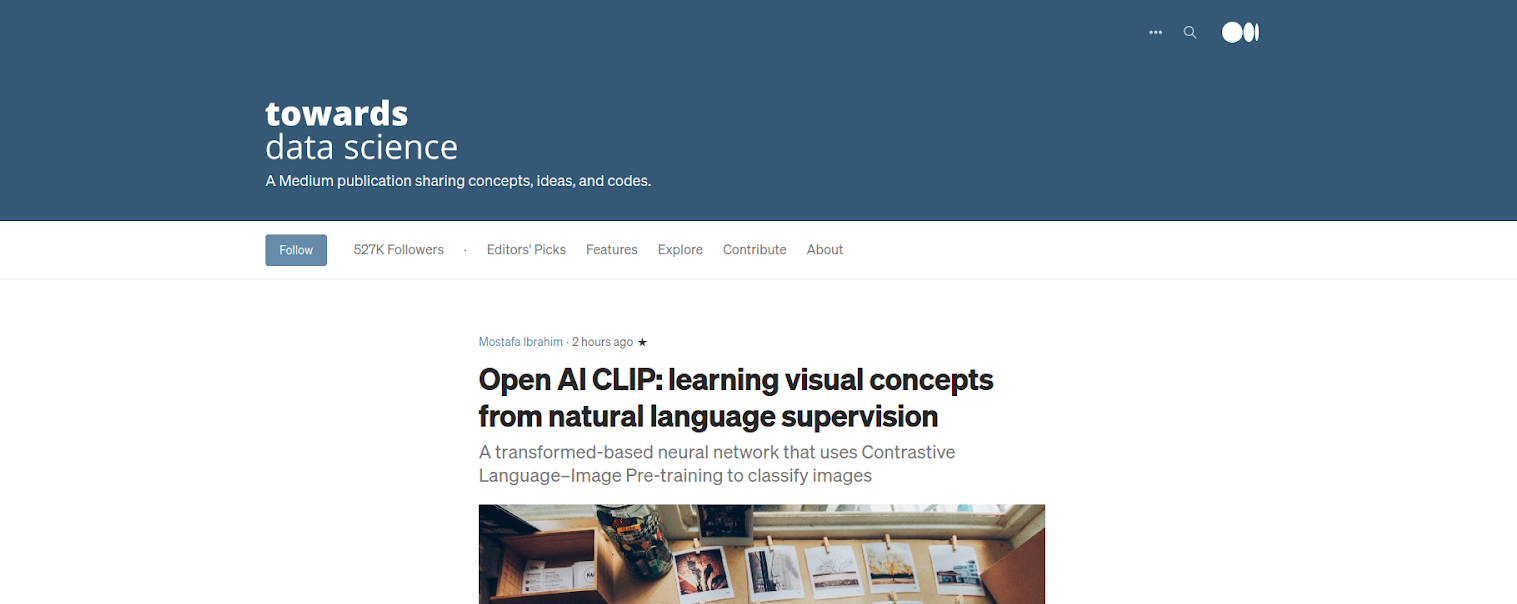 towards
data science
A Medium publication sharing concepts, ideas, and codes.
Follow 527K Followers · Editors' Picks Features Explore Contribute About
Mostafa Ibrahim · 2 hours ago ★
Open AI CLIP: learning visual concepts
from natural language supervision
A transformed-based neural network that uses Contrastive
Language–Image Pre-training to classify images